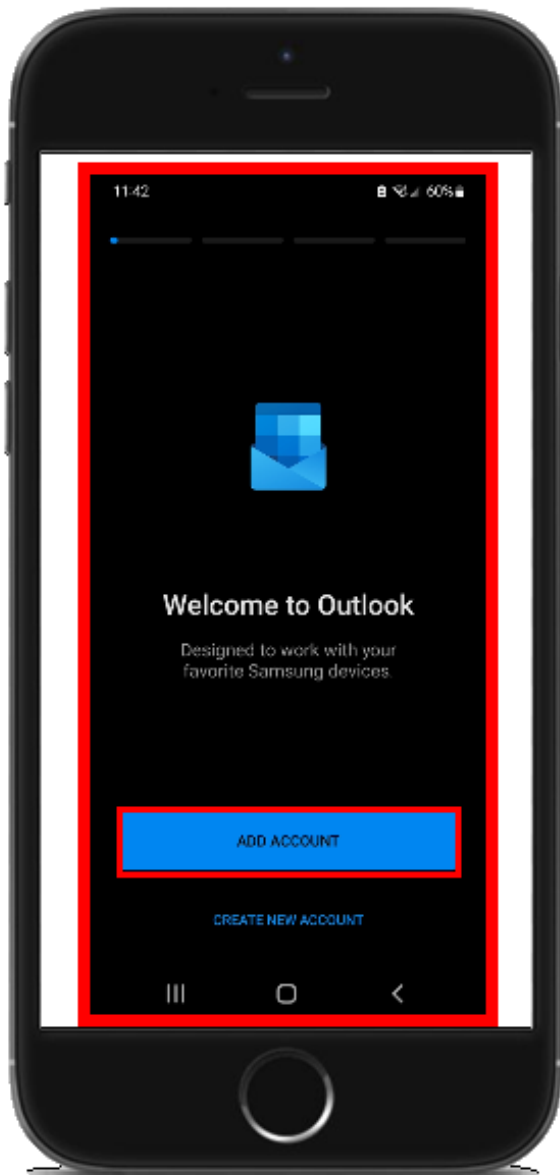 11:42
60%
Welcome to Outlook
Designed to work with your
favorite Samsung devices.
ADD ACCOUNT
CREATE NEW ACCOUNT